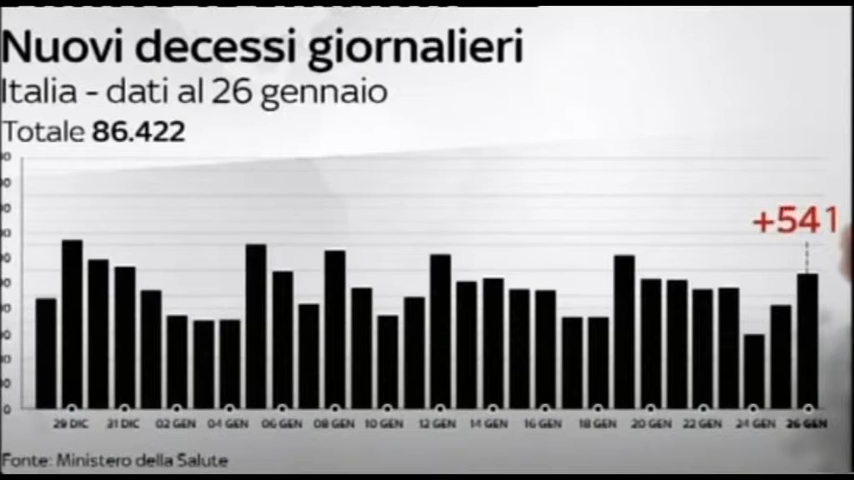 Nuovi decessi giornalieri
Italia - dati al 26 gennaio
Totale 86.422
+541
0
29 DIC 31 DIC 02 GEN 04 GEN 06 GEN 08 GEN 10 GEN 12 GEN 14 GEN 16 GEN 18 GEN 20 GEN 22 GEN 24 GEN 26 GEN
Fonte: Ministero della Salute